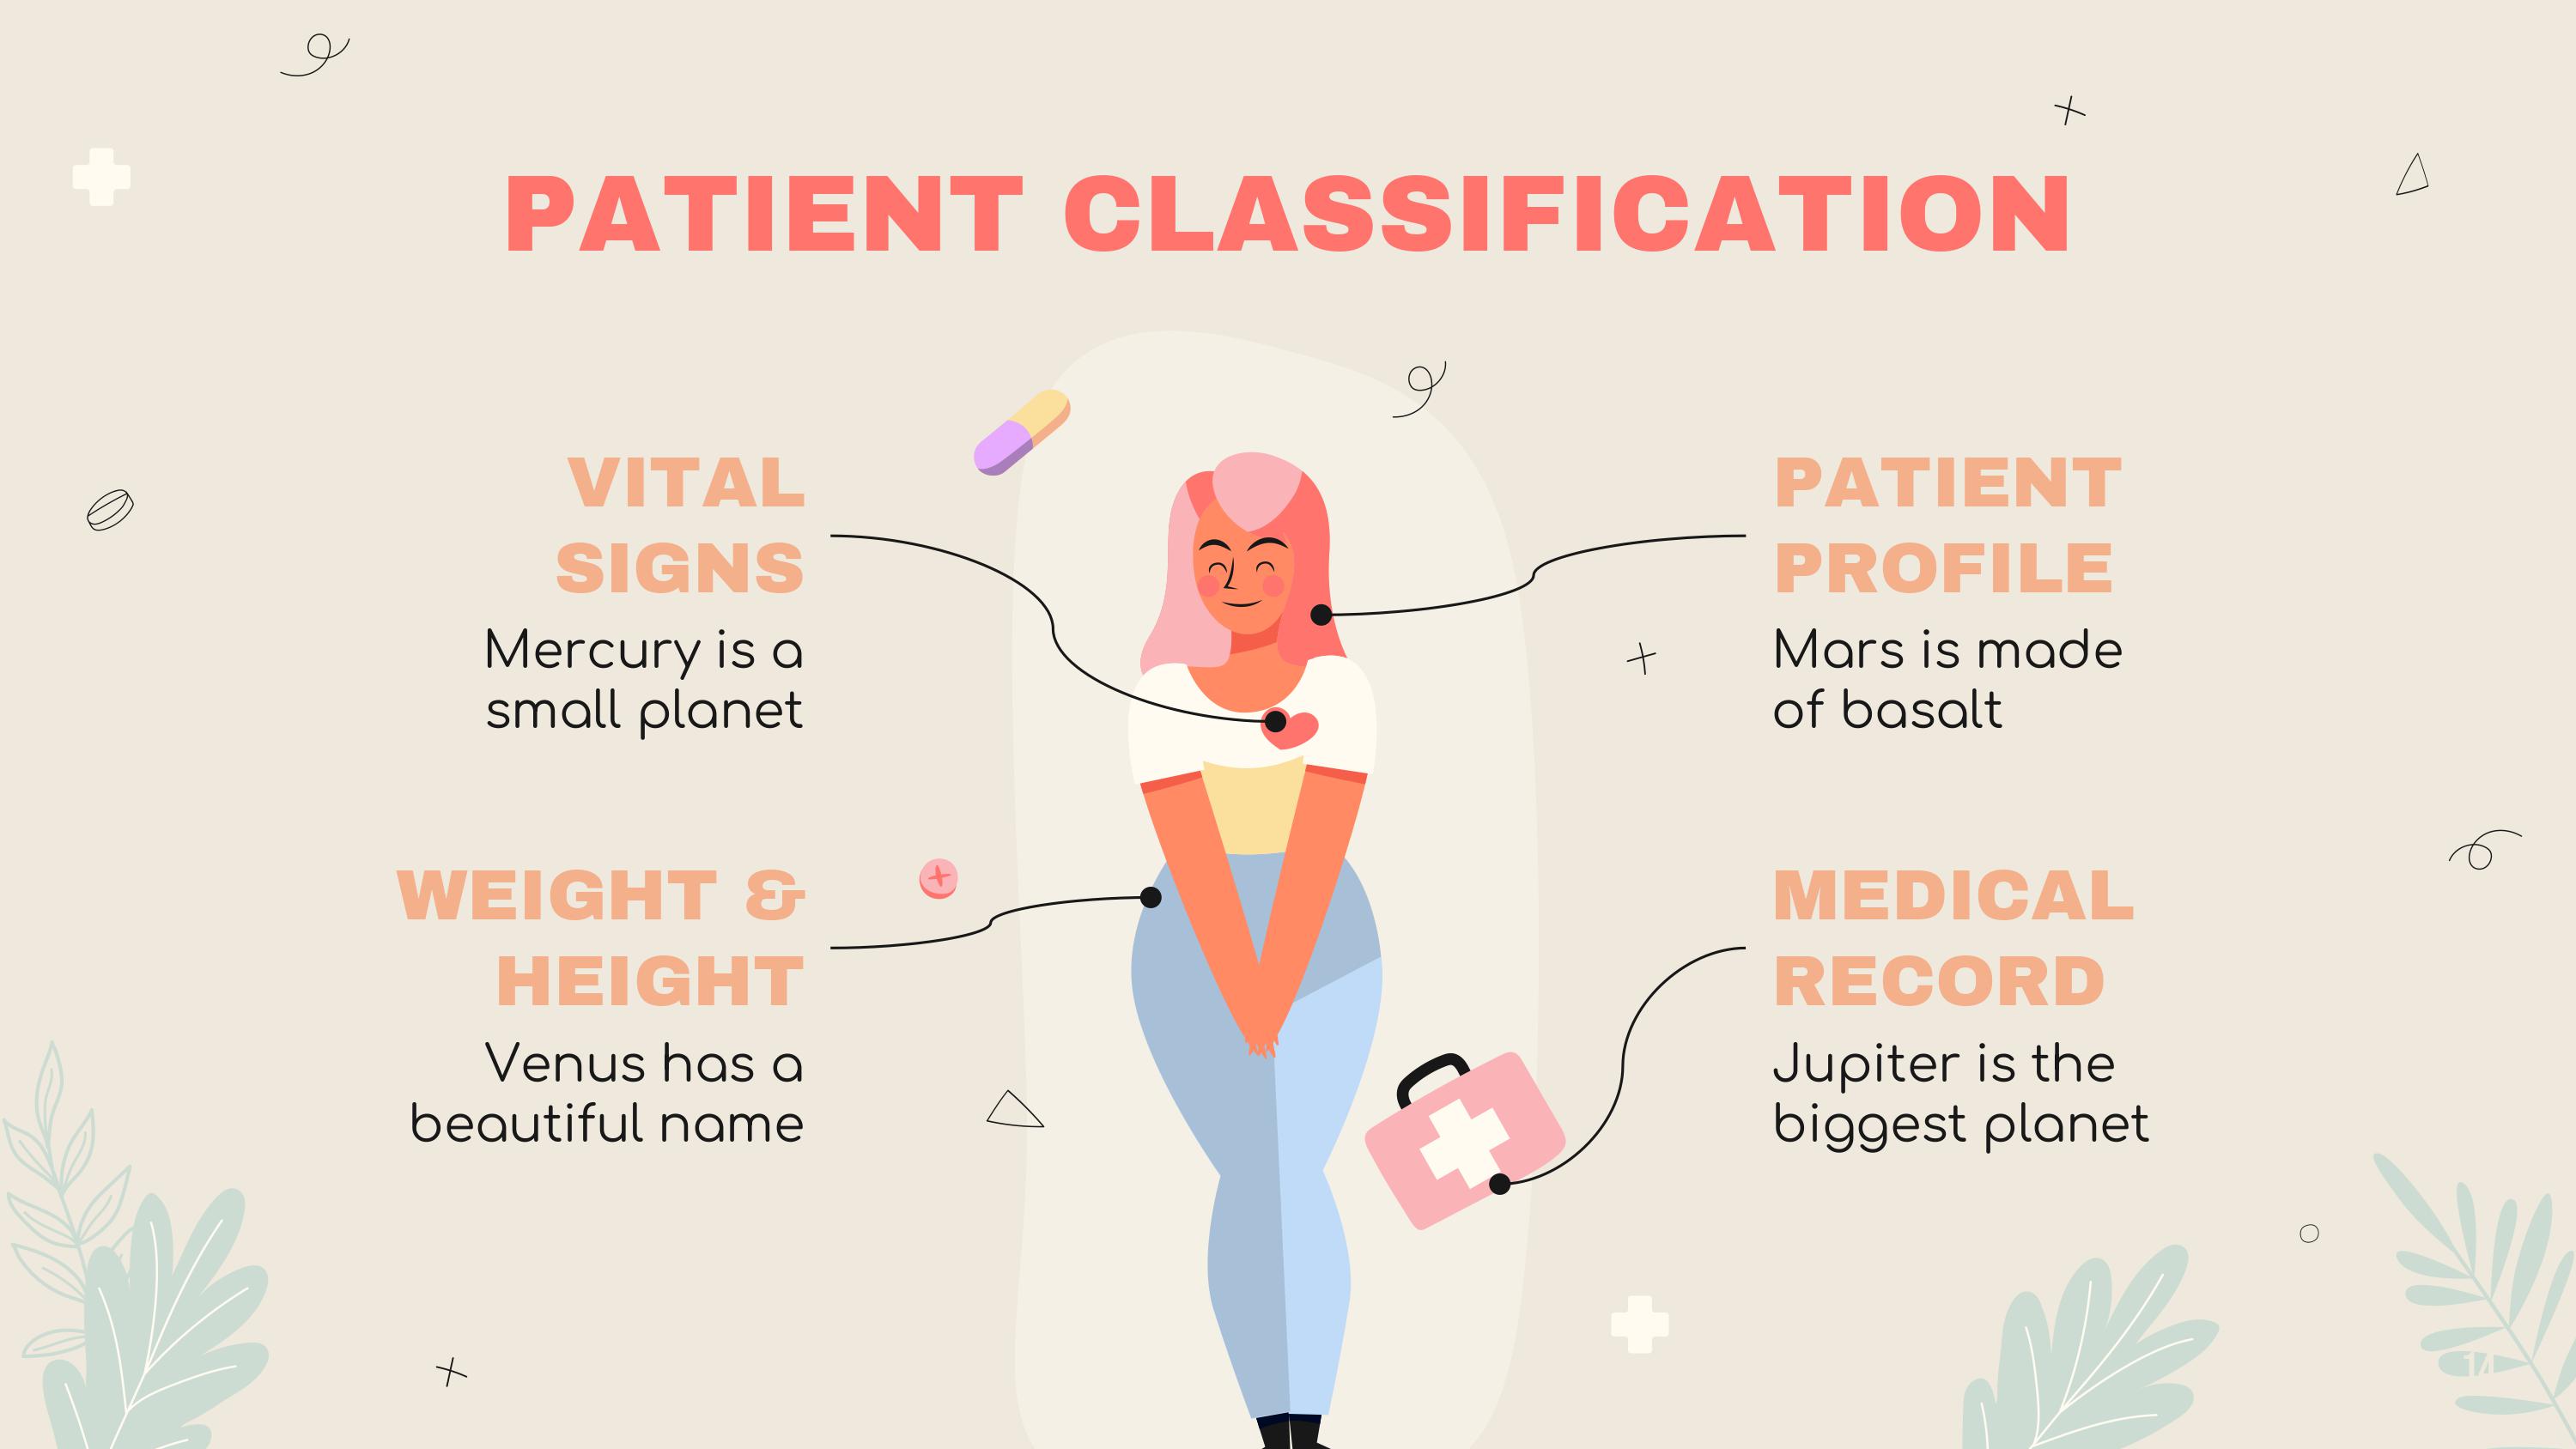 PATIENT CLASSIFICATION
VITAL
SIGNS
Mercury is a
small planet
PATIENT
PROFILE
Mars is made
of basalt
WEIGHT &
HEIGHT
Venus has a
beautiful name
MEDICAL
RECORD
Jupiter is the
biggest planet
14